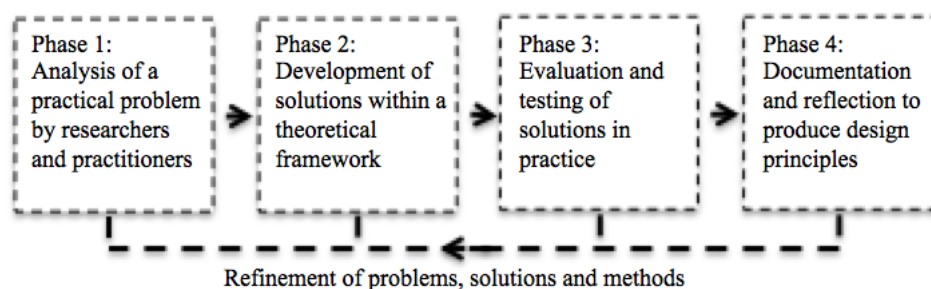 Phase 1:
Analysis of a
practical problem
by researchers
and practitioners
Phase 2:
Development of
solutions within a
theoretical
framework
Phase 3:
Evaluation and
testing of
solutions in
practice
Phase 4:
Documentation
and reflection to
produce design
principles
Refinement of problems, solutions and methods